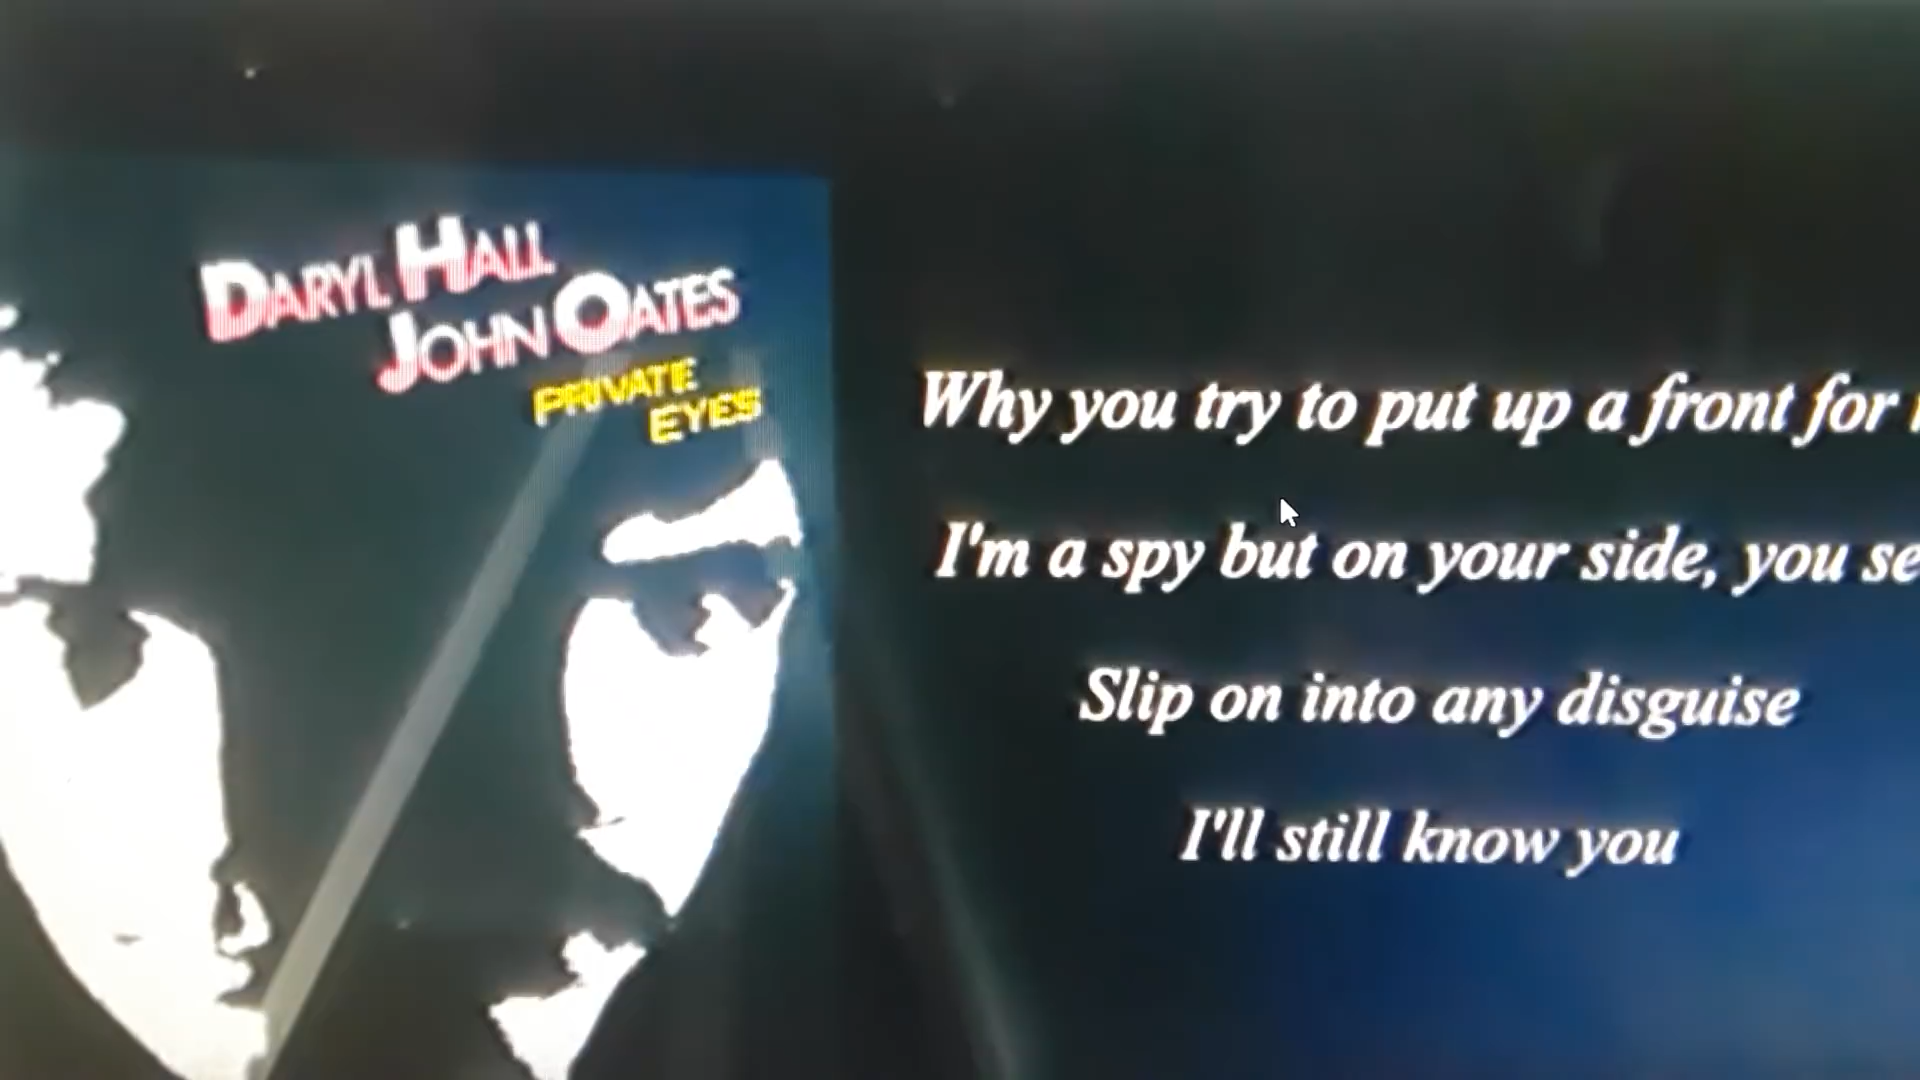 DARYL HALL
JOHN OATES
PRIVATE
EYES
Why you try to put up a front for
I'm a spy but on your side, you
Slip on into any disguise
I'll still know you